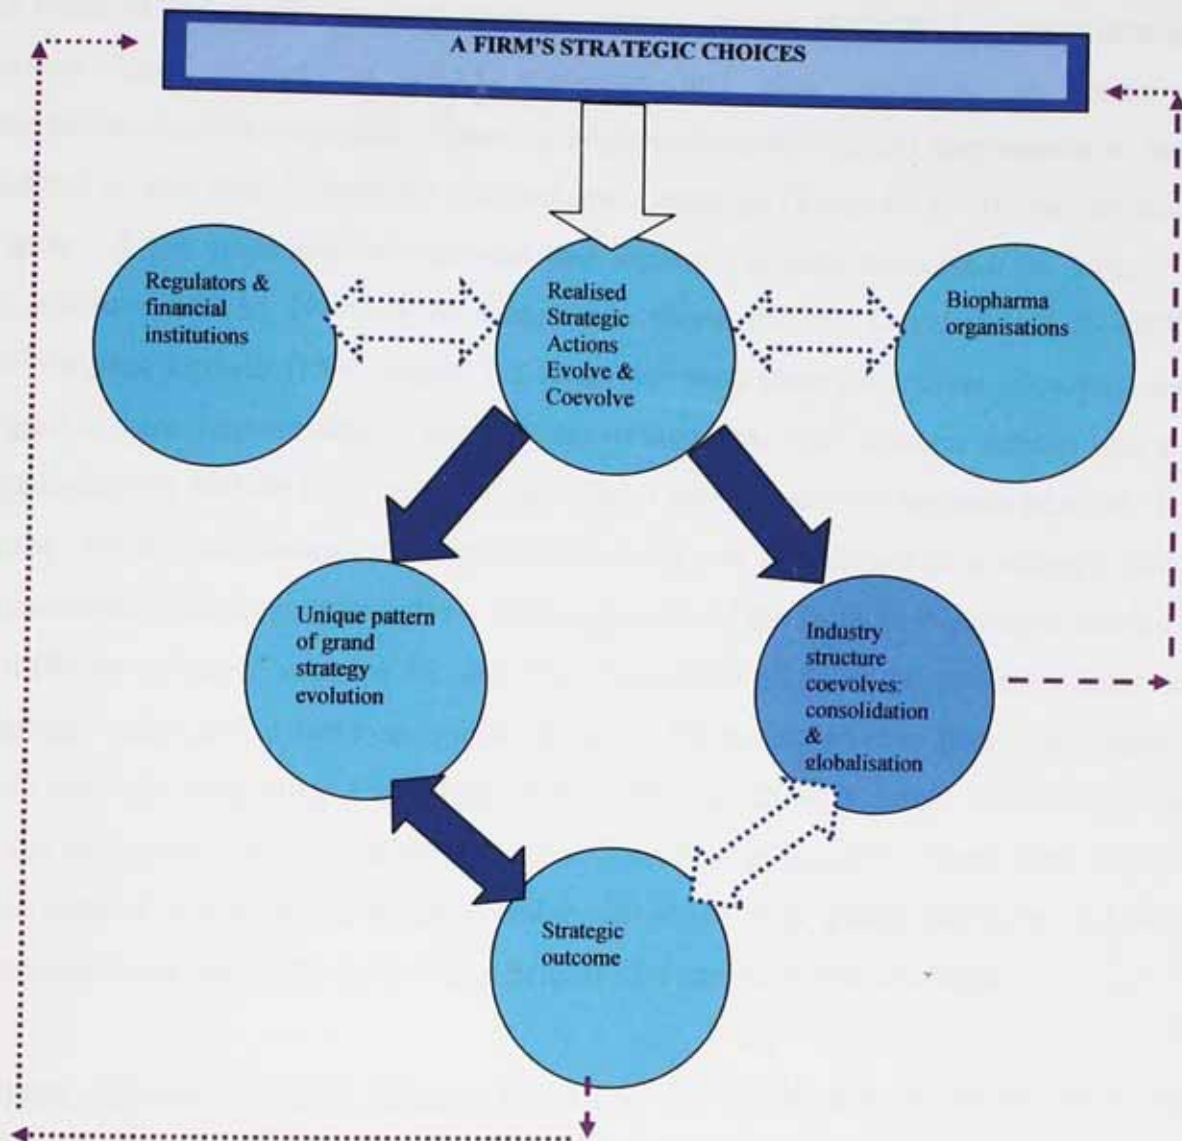 A FIRM'S STRATEGIC CHOICES
Regulators &
financial
institutions
Realised
Strategic
Actions
Evolve &
Coevolve
Biopharma
organisations
Unique pattern
of grand
strategy
evolution
Industry
structure
coevolves:
consolidation
&
globalisation
Strategic
outcome